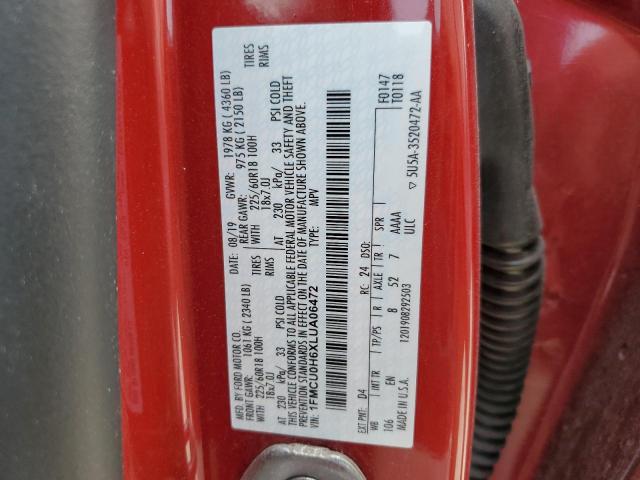 MFD. BY FORD MOTOR CO.
08/19 GVWR: 1978 KG ( 4360 LB)
FRONT GAWR: 1061 KG ( 2340 LB) REAR GAWR: 975 KG ( 2150 LB)
WITH 225/60R18 100H TIRES WITH 225/60R18 100H TIRES
18x7.0J RIMS 18x7.0J RIMS
AT 230 kPa/ 33 PSI COLD AT 230 kPa/ 33 PSI COLD
THIS VEHICLE CONFORMS TO ALL APPLICABLE FEDERAL MOTOR VEHICLE SAFETY AND THEFT
PREVENTION STANDARDS IN EFFECT ON THE DATE OF MANUFACTURE SHOWN ABOVE.
VIN: 1FMCU0H6XLUA06472
TYPE: MPV
EXT PNT: D4 RC: 24 DSO: F0147
T0118
WB INT TR TP/PS R AXLE TR SPR
106 EN 8 52 7 AAAA
ULC
MADE IN U.S.A. 1201908292503
▽ 5U5A-3520472-AA